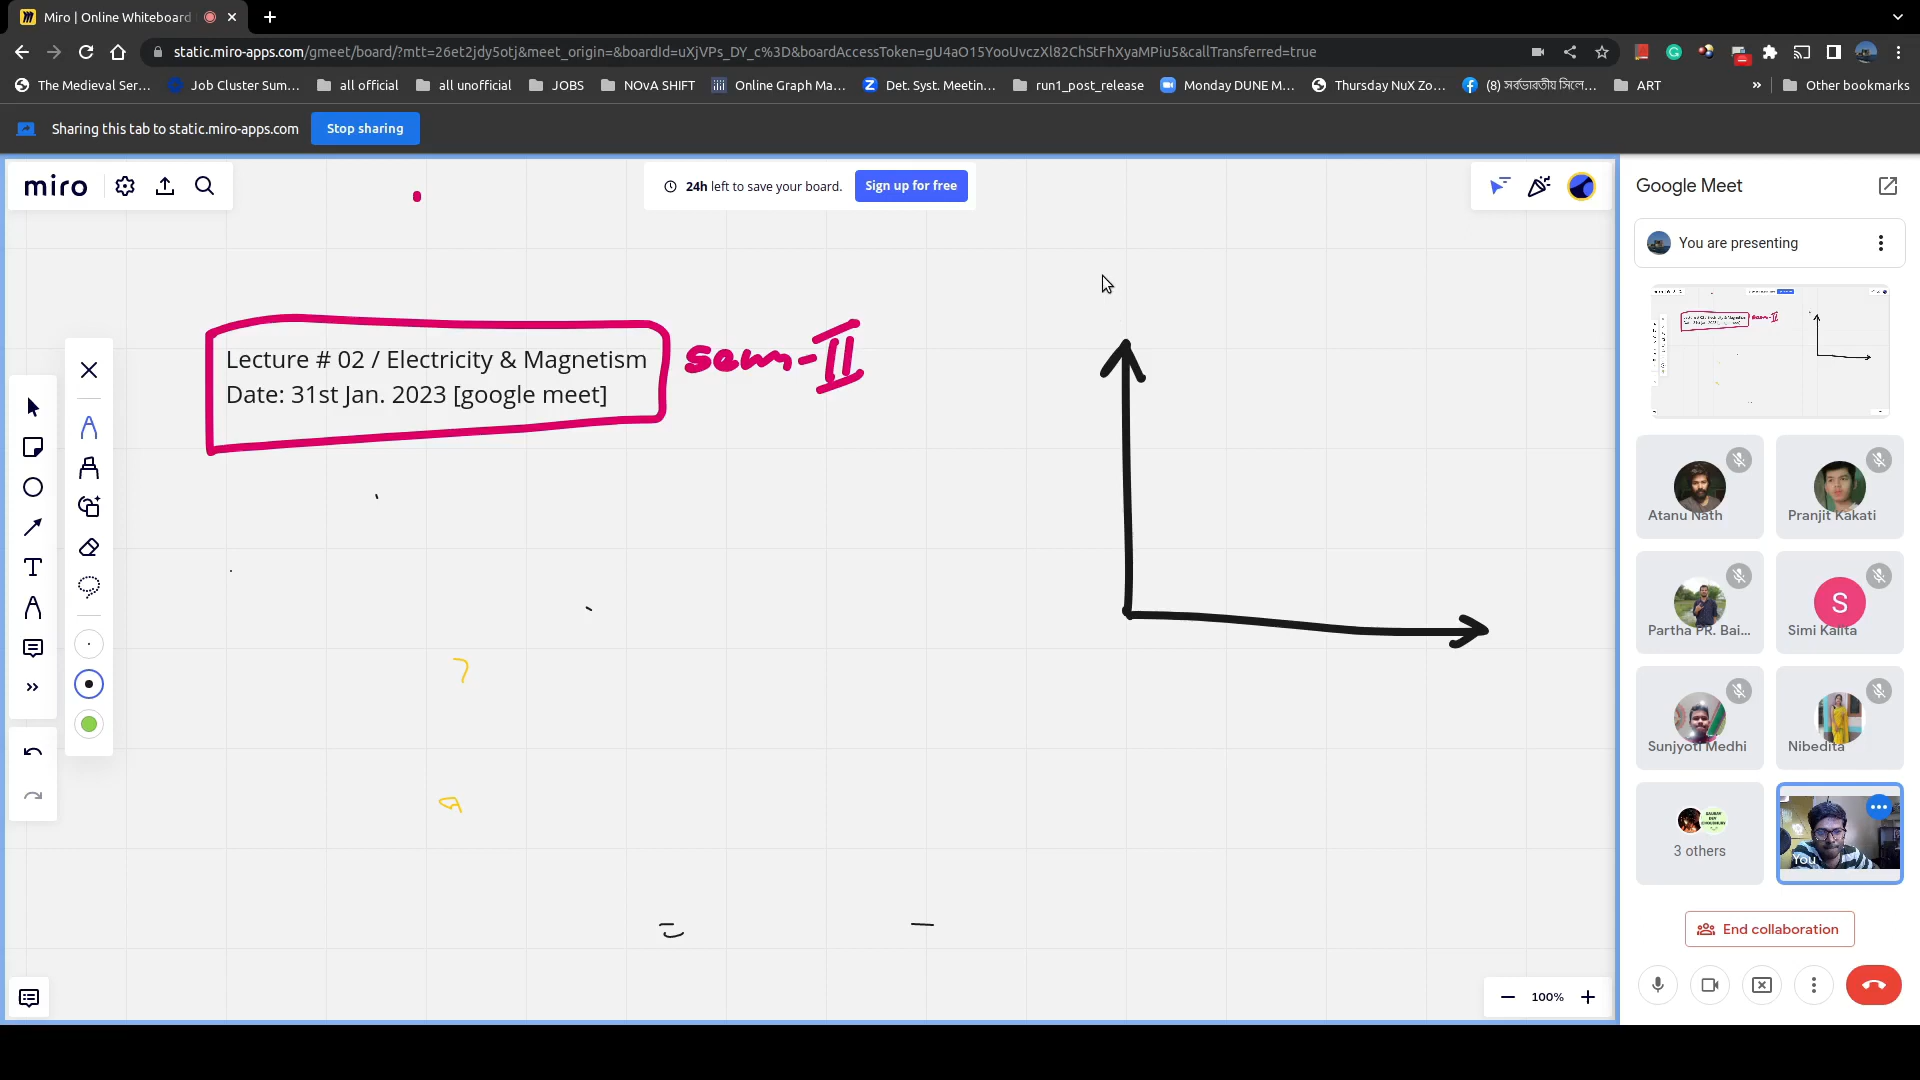 Miro | Online Whiteboard
static.miro-apps.com/gmeet/board/?mtt=26et2jdy5otj&meet_origin=&boardId=uXjVPs_DY_c%3D&boardAccessToken=gU4aO15YooUvczXl82ChStFhXyaMPiu5&callTransferred=true
The Medieval Ser... Job Cluster Sum... all official all unofficial JOBS NOvA SHIFT Online Graph Ma... Det. Syst. Meetin... run1_post_release Monday DUNE M... Thursday NuX Zo... (8) সর্বভারতীয় সিলে... ART » Other bookmarks
Sharing this tab to static.miro-apps.com Stop sharing
miro
24h left to save your board. Sign up for free
Google Meet
You are presenting
Lecture # 02 / Electricity & Magnetism
Date: 31st Jan. 2023 [google meet]
sem-II
Atanu Nath
Pranjit Kakati
Partha PR. Bai...
S
Simi Kalita
Sunjyoti Medhi
Nibedita
3 others
You
End collaboration
100%